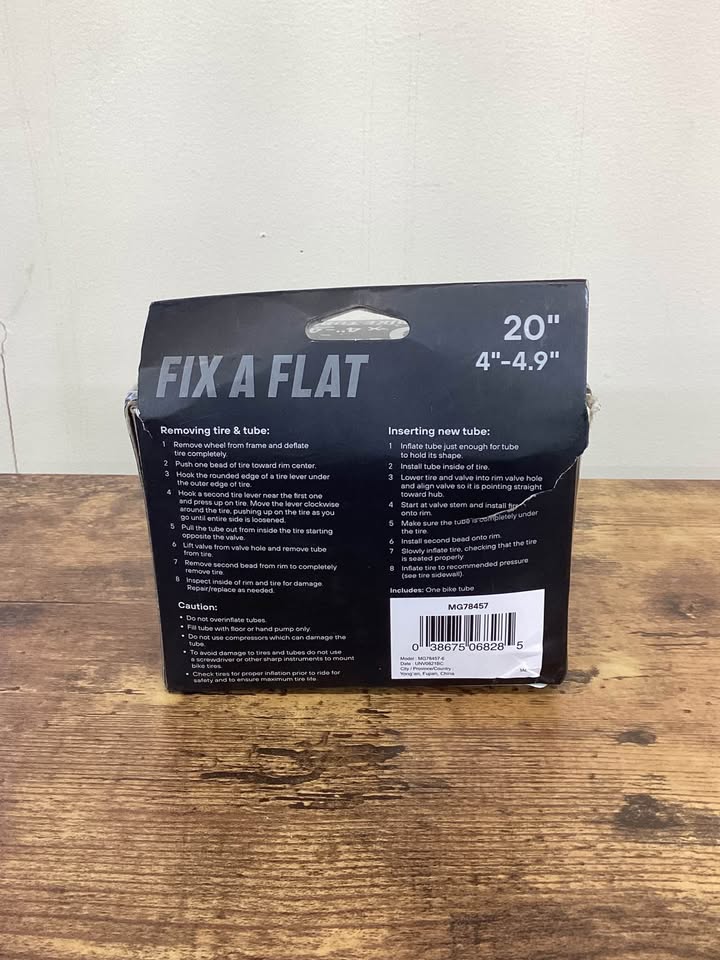 20"
4"-4.9"
FIX A FLAT
Removing tire & tube:
1 Remove wheel from frame and deflate
tire completely.
2 Push one bead of tire toward rim center.
3 Hook the rounded edge of a tire lever under
the outer edge of tire.
4 Hook a second tire lever near the first one
and press up on tire. Move the lever clockwise
around the tire, pushing up on the tire as you
go until entire side is loosened.
5 Pull the tube out from inside the tire starting
opposite the valve.
6 Lift valve from valve hole and remove tube
from tire.
7 Remove second bead from rim to completely
remove tire.
8 Inspect inside of rim and tire for damage.
Repair/replace as needed.
Caution:
• Do not overinflate tubes.
• Fill tube with floor or hand pump only.
• Do not use compressors which can damage the
tube.
• To avoid damage to tires and tubes do not use
a screwdriver or other sharp instruments to mount
bike tires.
• Check tires for proper inflation prior to ride for
safety and to ensure maximum tire life.
Inserting new tube:
1 Inflate tube just enough for tube
to hold its shape.
2 Install tube inside of tire.
3 Lower tire and valve into rim valve hole
and align valve so it is pointing straight
toward hub.
4 Start at valve stem and install
onto rim.
5 Make sure the tube is completely under
the tire.
6 Install second bead onto rim.
7 Slowly inflate tire, checking that the tire
is seated properly.
8 Inflate tire to recommended pressure
(see tire sidewall).
Includes: One bike tube
MG78457
0 38675 06828 5
Model : MG78457-6
Date : UNV0621BC
City / Province/Country :
Yong'an, Fujian, China